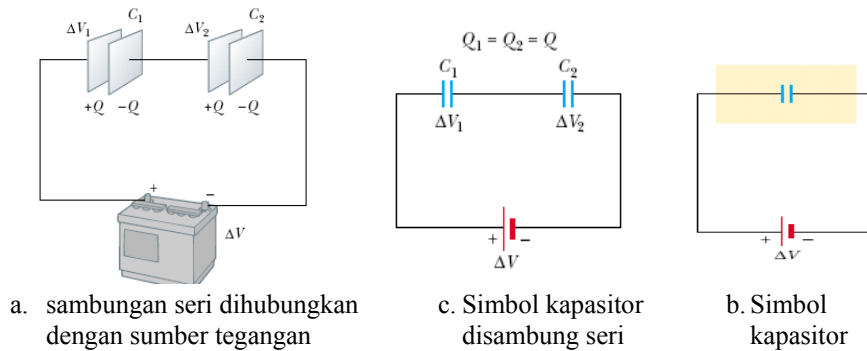 ΔV₁ C₁ ΔV₂ C₂
+Q −Q +Q −Q
+ −
ΔV
Q₁ = Q₂ = Q
C₁ C₂
ΔV₁ ΔV₂
+ −
ΔV
+ −
ΔV
a. sambungan seri dihubungkan
dengan sumber tegangan
c. Simbol kapasitor
disambung seri
b. Simbol
kapasitor